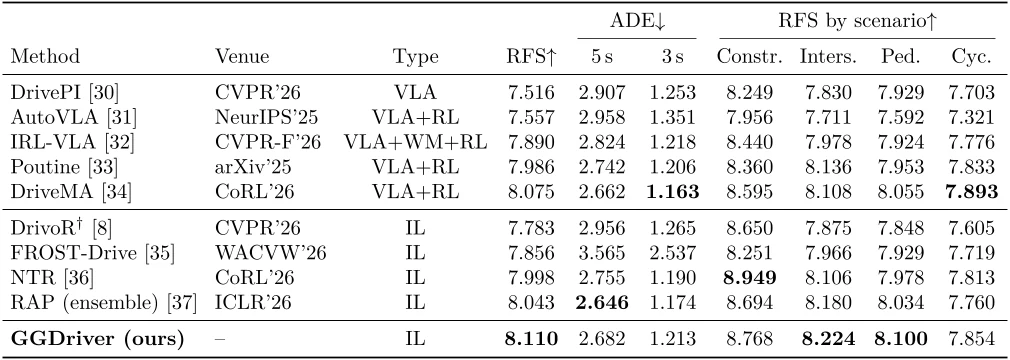 ADE↓ RFS by scenario↑
Method Venue Type RFS↑ 5 s 3 s Constr. Inters. Ped. Cyc.
DrivePI [30] CVPR'26 VLA 7.516 2.907 1.253 8.249 7.830 7.929 7.703
AutoVLA [31] NeurIPS'25 VLA+RL 7.557 2.958 1.351 7.956 7.711 7.592 7.321
IRL-VLA [32] CVPR-F'26 VLA+WM+RL 7.890 2.824 1.218 8.440 7.978 7.924 7.776
Poutine [33] arXiv'25 VLA+RL 7.986 2.742 1.206 8.360 8.136 7.953 7.833
DriveMA [34] CoRL'26 VLA+RL 8.075 2.662 1.163 8.595 8.108 8.055 7.893
DrivoR† [8] CVPR'26 IL 7.783 2.956 1.265 8.650 7.875 7.848 7.605
FROST-Drive [35] WACVW'26 IL 7.856 3.565 2.537 8.251 7.966 7.929 7.719
NTR [36] CoRL'26 IL 7.998 2.755 1.190 8.949 8.106 7.978 7.813
RAP (ensemble) [37] ICLR'26 IL 8.043 2.646 1.174 8.694 8.180 8.034 7.760
GGDriver (ours) – IL 8.110 2.682 1.213 8.768 8.224 8.100 7.854